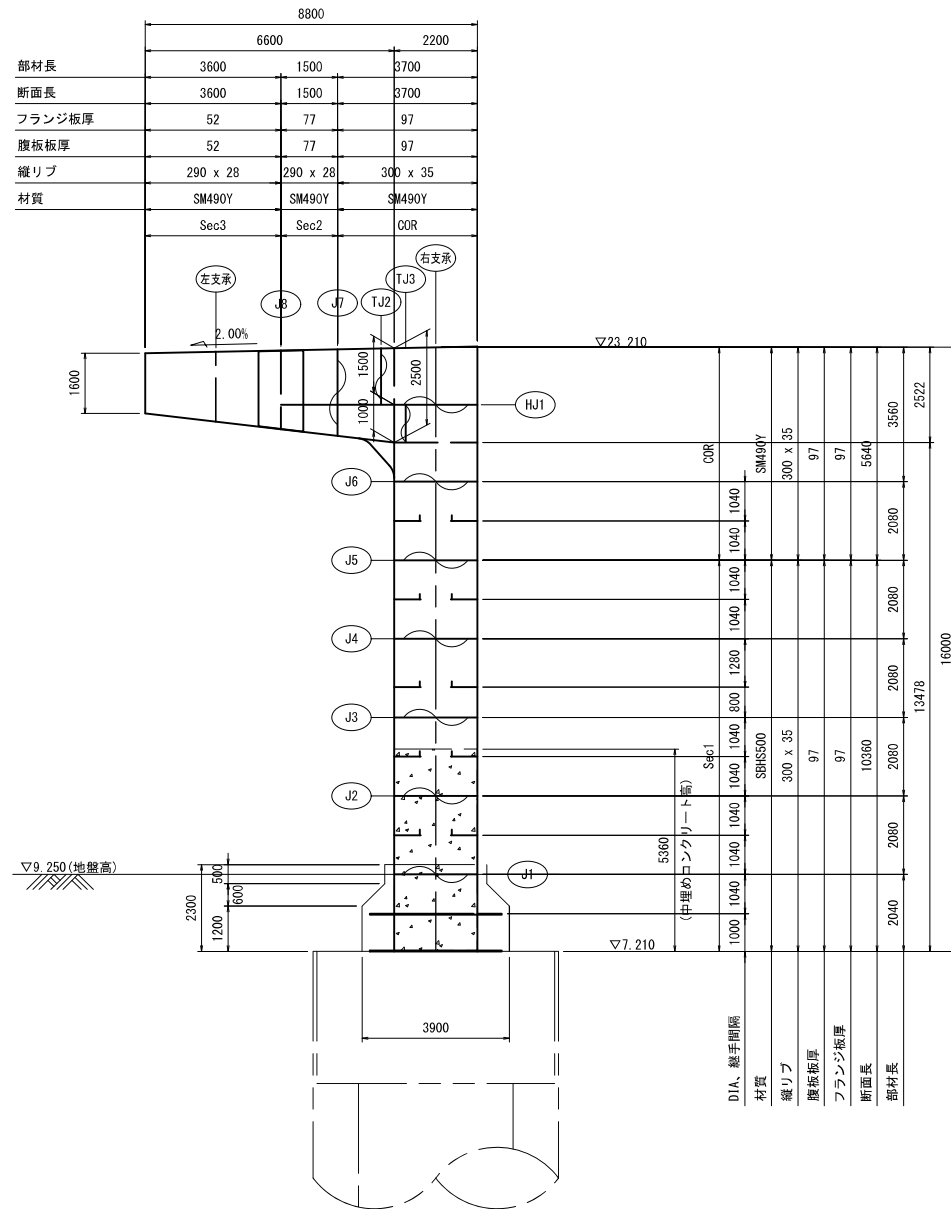 8800
6600 2200
部材長 3600 1500 3700
断面長 3600 1500 3700
フランジ板厚 52 77 97
腹板板厚 52 77 97
縦リブ 290 x 28 290 x 28 300 x 35
材質 SM490Y SM490Y SM490Y
Sec3 Sec2 COR
左支承 J8 J7 TJ2 TJ3 右支承
2.00%
▽23.210
1600
1500
2500
1000
HJ1
J6
J5
J4
J3
J2
J1
▽9.250(地盤高)
500
600
1200
2300
▽7.210
3900
5360
(中埋めコンクリート高)
COR
Sec1
1040
1040
1040
1040
1280
800
1040
1040
1040
1040
1040
1000
DIA、継手間隔
SM490Y
SBHS500
材質
300 x 35
300 x 35
縦リブ
97
97
腹板板厚
97
97
フランジ板厚
5640
10360
断面長
3560
2080
2080
2080
2080
2080
2040
部材長
2522
13478
16000